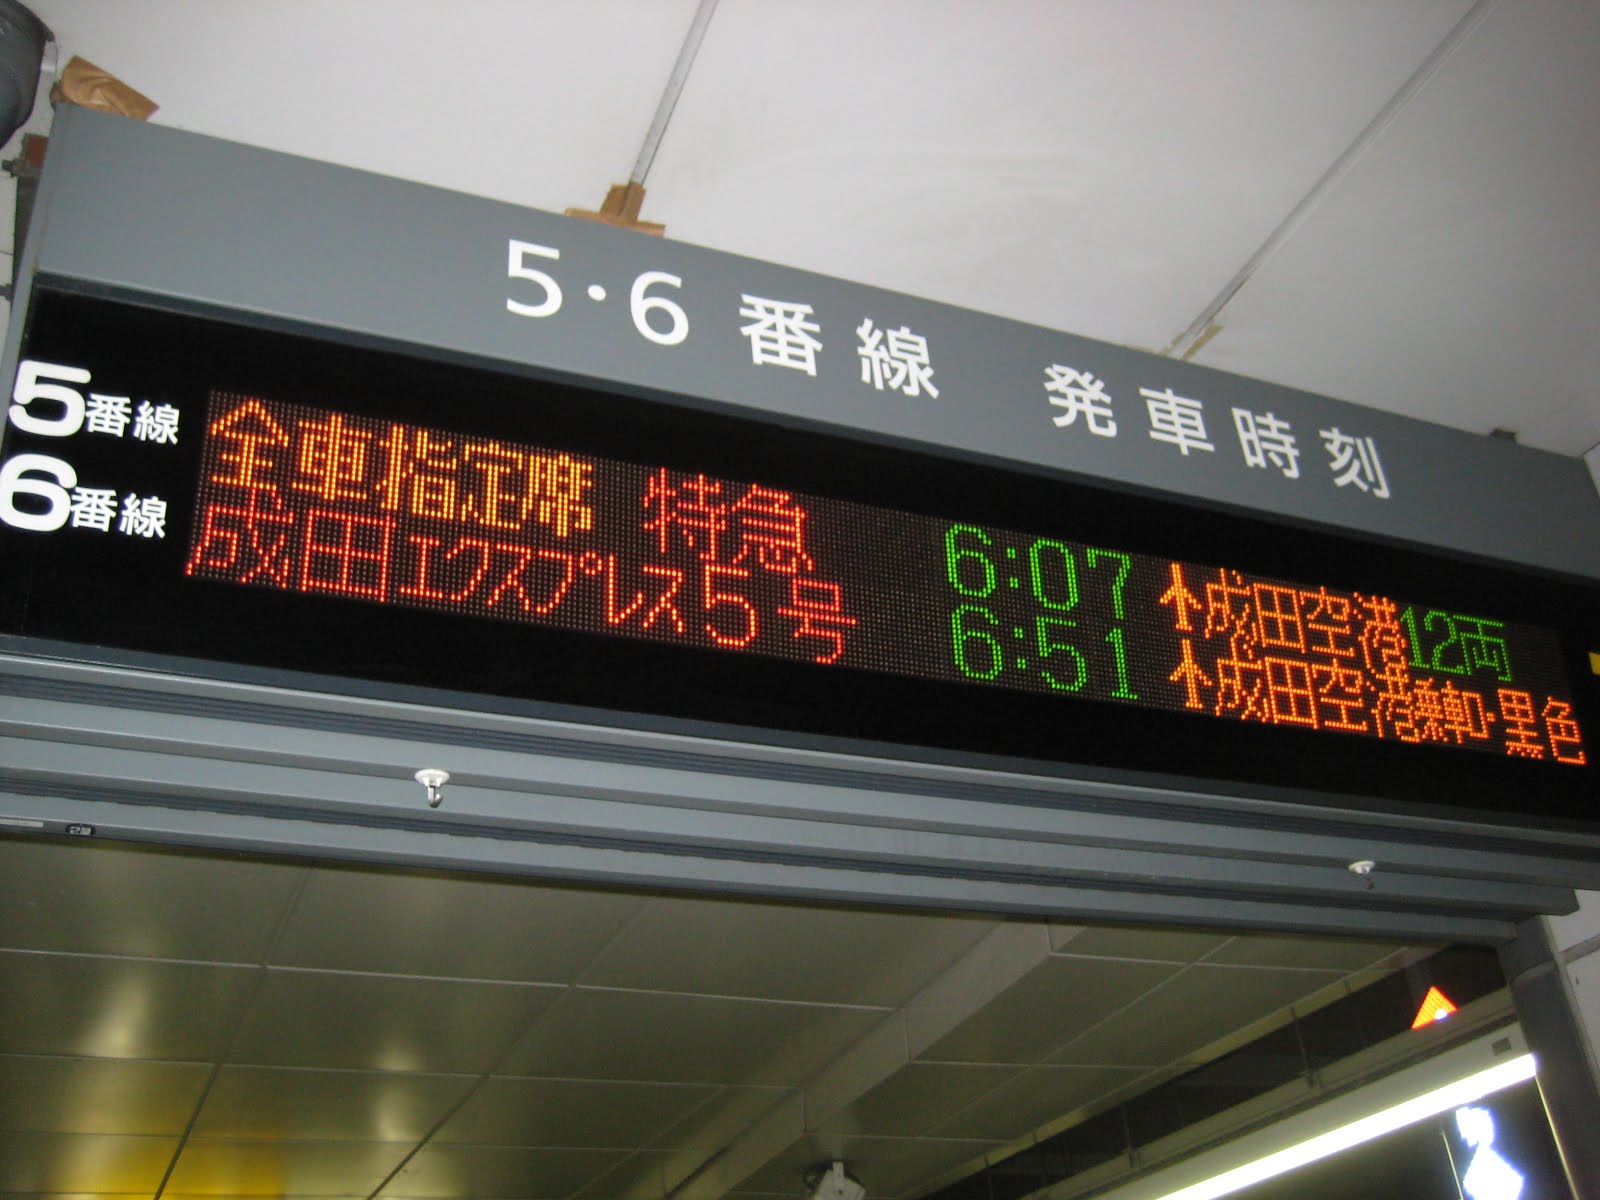 5・6番線 発車時刻
5番線 全車指定席 特急 6:07 成田空港 12両
6番線 成田エクスプレス5号 6:51 成田空港 ・黒色